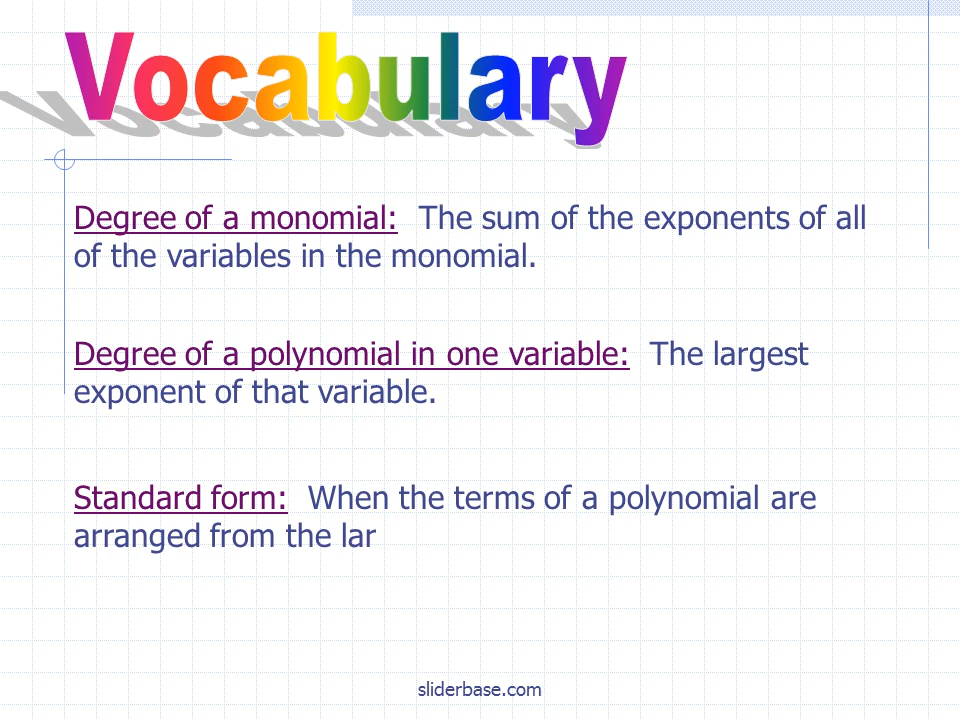 Vocabulary
Degree of a monomial: The sum of the exponents of all
of the variables in the monomial.
Degree of a polynomial in one variable: The largest
exponent of that variable.
Standard form: When the terms of a polynomial are
arranged from the lar
sliderbase.com